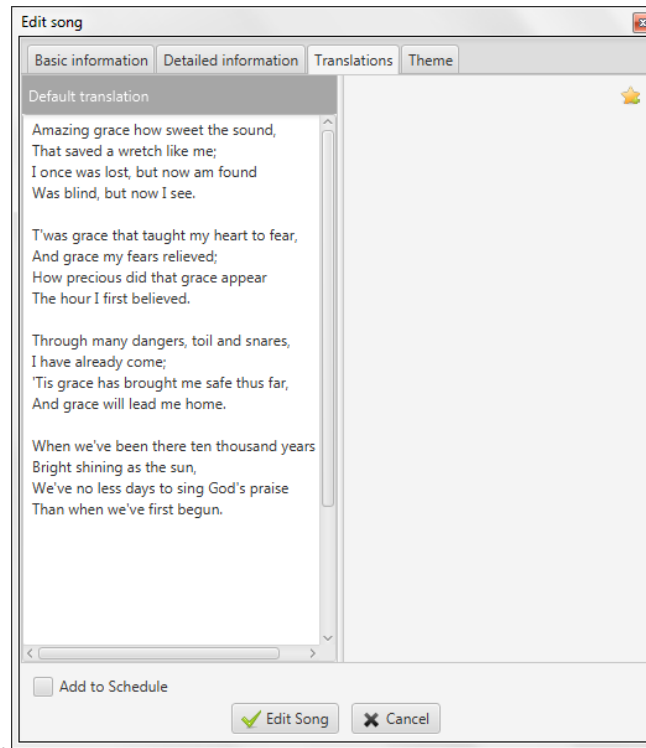 Edit song
Basic information Detailed information Translations Theme
Default translation
Amazing grace how sweet the sound,
That saved a wretch like me;
I once was lost, but now am found
Was blind, but now I see.
T'was grace that taught my heart to fear,
And grace my fears relieved;
How precious did that grace appear
The hour I first believed.
Through many dangers, toil and snares,
I have already come;
'Tis grace has brought me safe thus far,
And grace will lead me home.
When we've been there ten thousand years
Bright shining as the sun,
We've no less days to sing God's praise
Than when we've first begun.
Add to Schedule
Edit Song Cancel